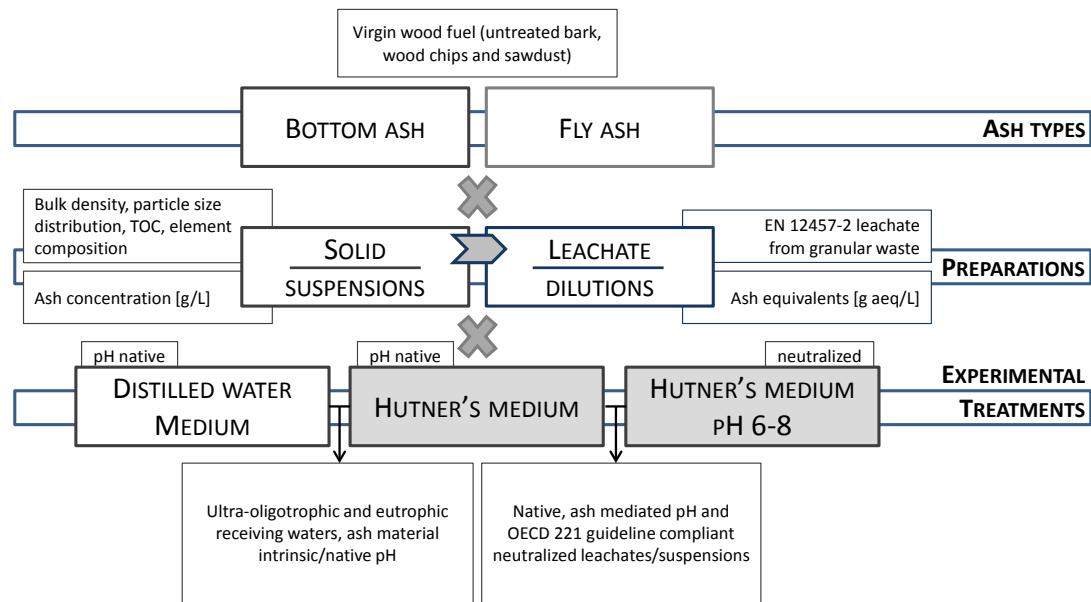 Virgin wood fuel (untreated bark,
wood chips and sawdust)
BOTTOM ASH
FLY ASH
ASH TYPES
Bulk density, particle size
distribution, TOC, element
composition
Ash concentration [g/L]
SOLID
SUSPENSIONS
LEACHATE
DILUTIONS
EN 12457-2 leachate
from granular waste
Ash equivalents [g aeq/L]
PREPARATIONS
pH native
DISTILLED WATER
MEDIUM
pH native
HUTNER'S MEDIUM
neutralized
HUTNER'S MEDIUM
PH 6-8
EXPERIMENTAL
TREATMENTS
Ultra-oligotrophic and eutrophic
receiving waters, ash material
intrinsic/native pH
Native, ash mediated pH and
OECD 221 guideline compliant
neutralized leachates/suspensions